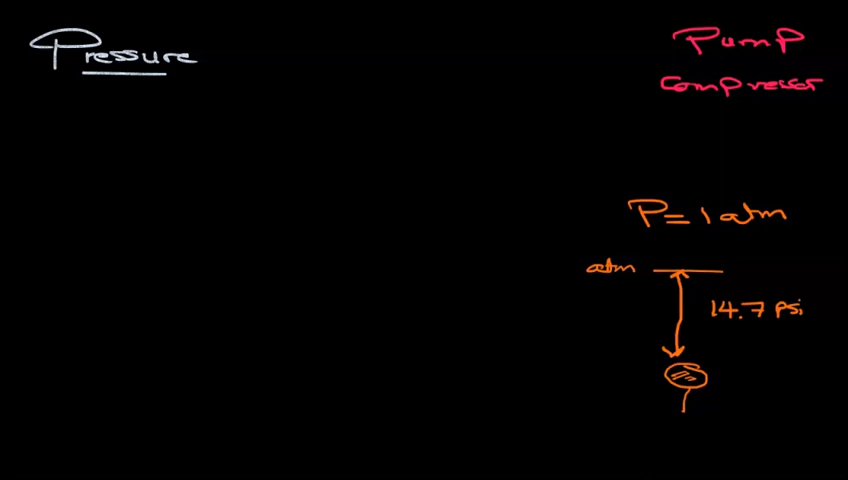 Pressure
Pump
Compressor
P = 1 atm
atm
14.7 psi